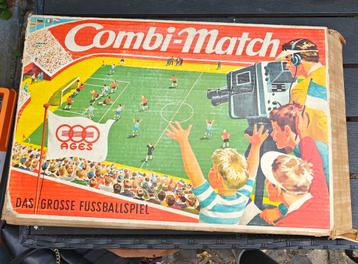 Combi-Match
AGES
DAS GROSSE FUSSBALLSPIEL